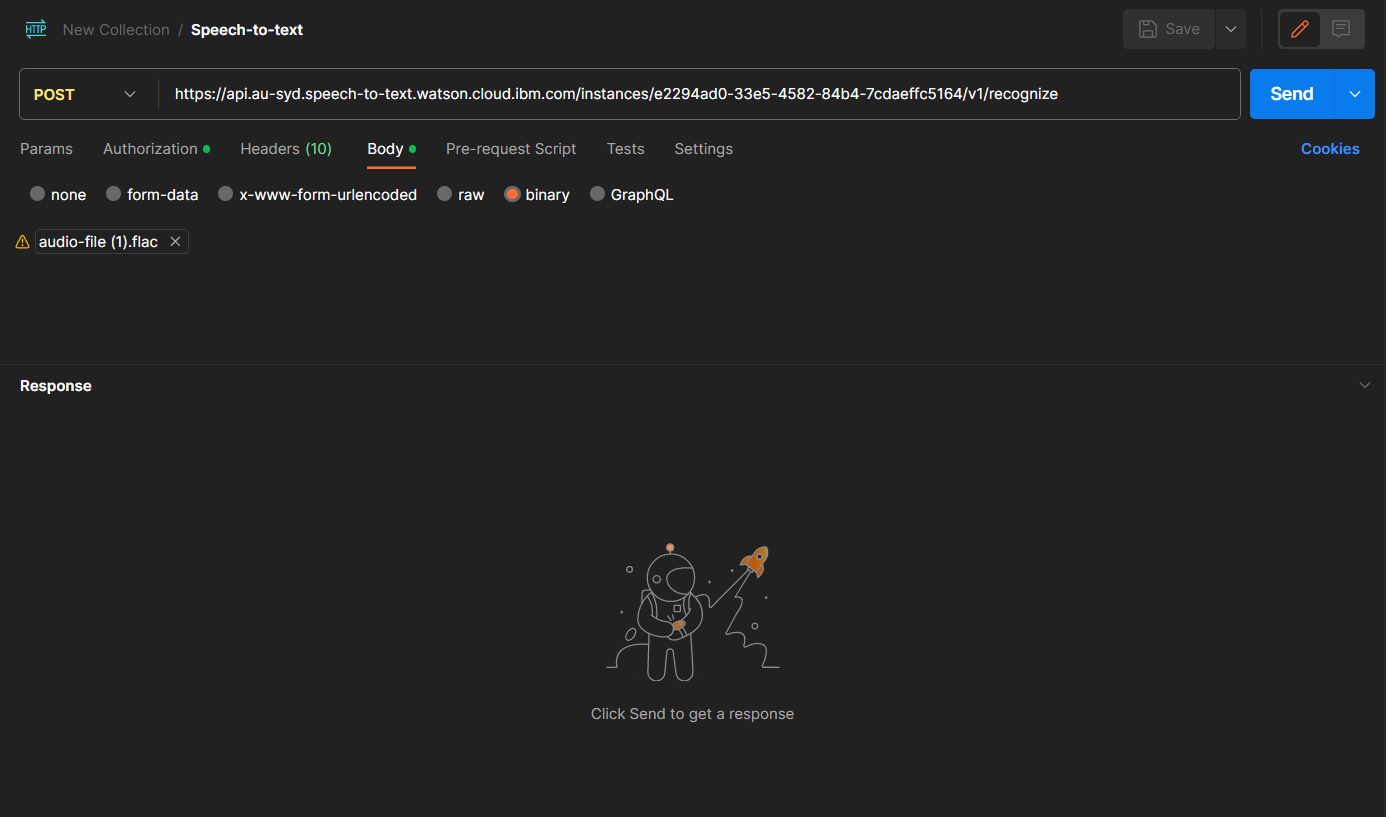 HTTP New Collection / Speech-to-text Save
POST https://api.au-syd.speech-to-text.watson.cloud.ibm.com/instances/e2294ad0-33e5-4582-84b4-7cdaeffc5164/v1/recognize Send
Params Authorization Headers (10) Body Pre-request Script Tests Settings Cookies
none form-data x-www-form-urlencoded raw binary GraphQL
audio-file (1).flac
Response
Click Send to get a response